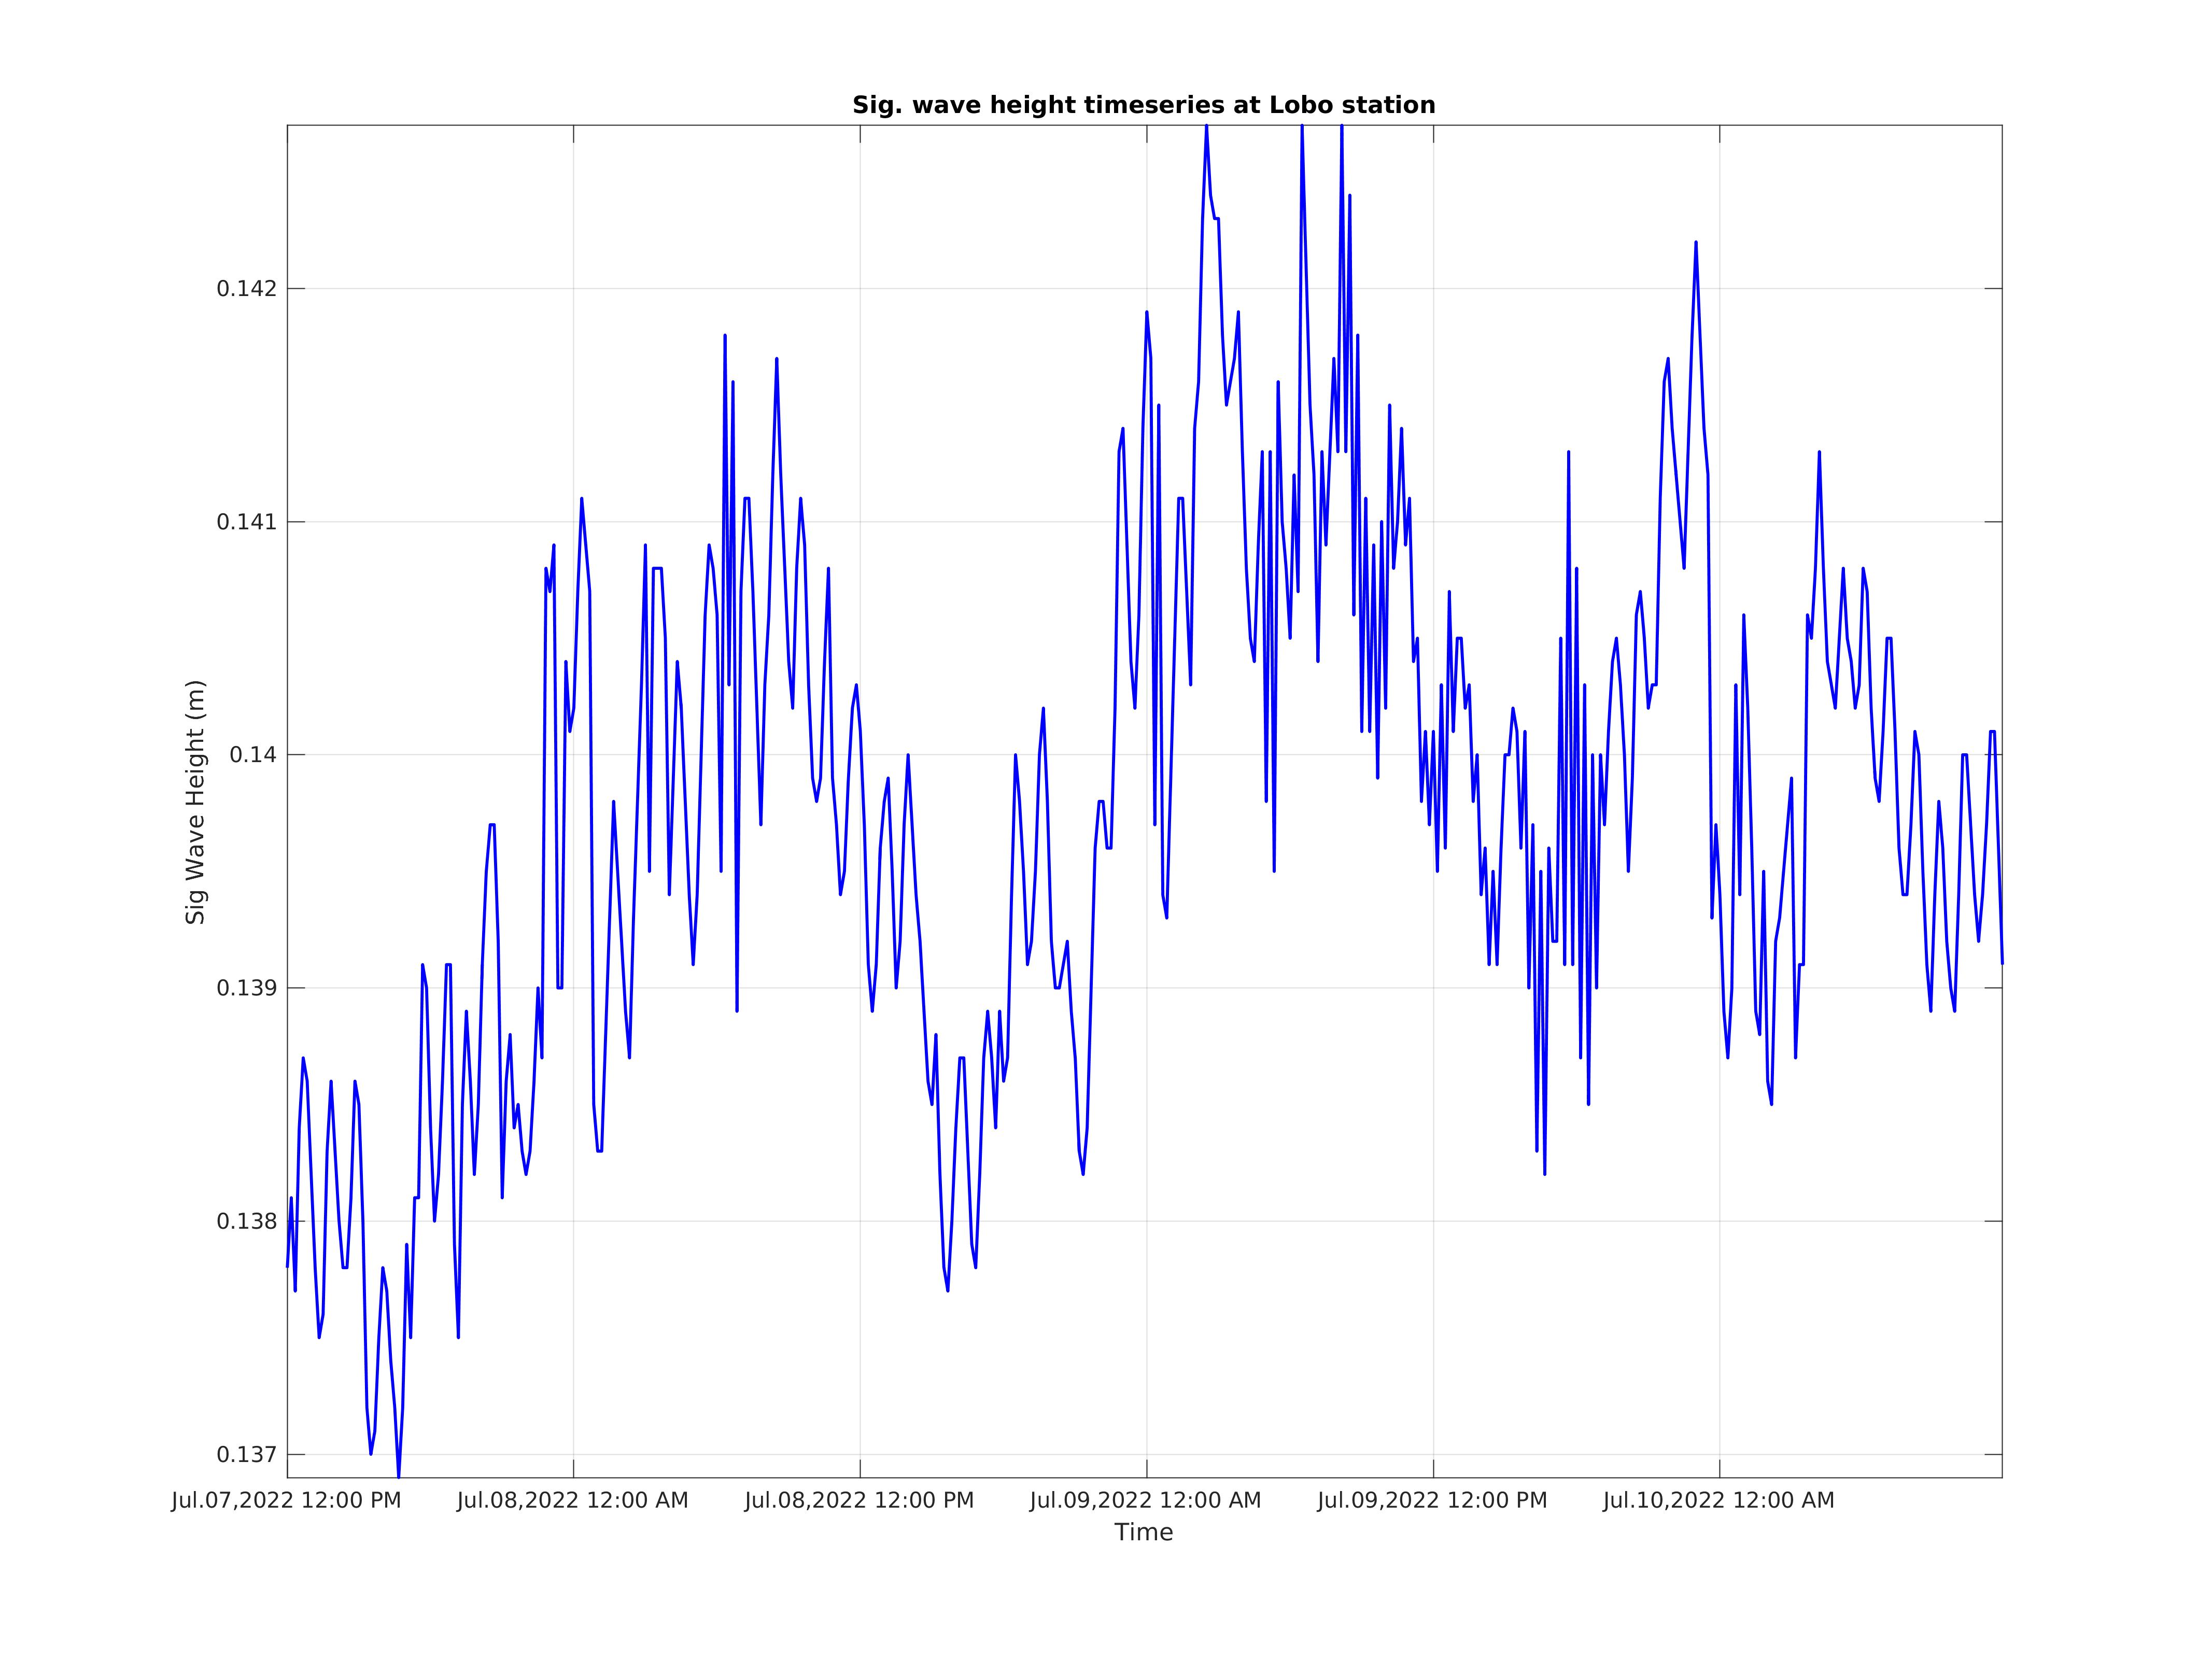 Sig. wave height timeseries at Lobo station
0.142
0.141
0.14
0.139
0.138
0.137
Sig Wave Height (m)
Jul.07,2022 12:00 PM
Jul.08,2022 12:00 AM
Jul.08,2022 12:00 PM
Jul.09,2022 12:00 AM
Jul.09,2022 12:00 PM
Jul.10,2022 12:00 AM
Time